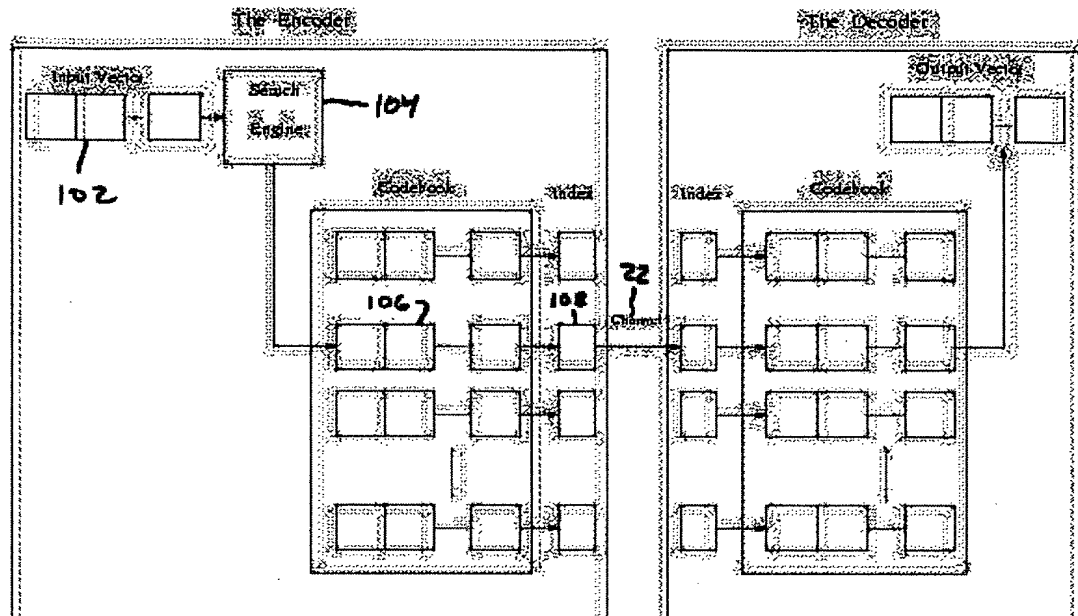 The Encoder
The Decoder
Input Vector
Search
Engine
104
102
Output Vector
Codebook
Index
Index
Codebook
106
108
22
Channel